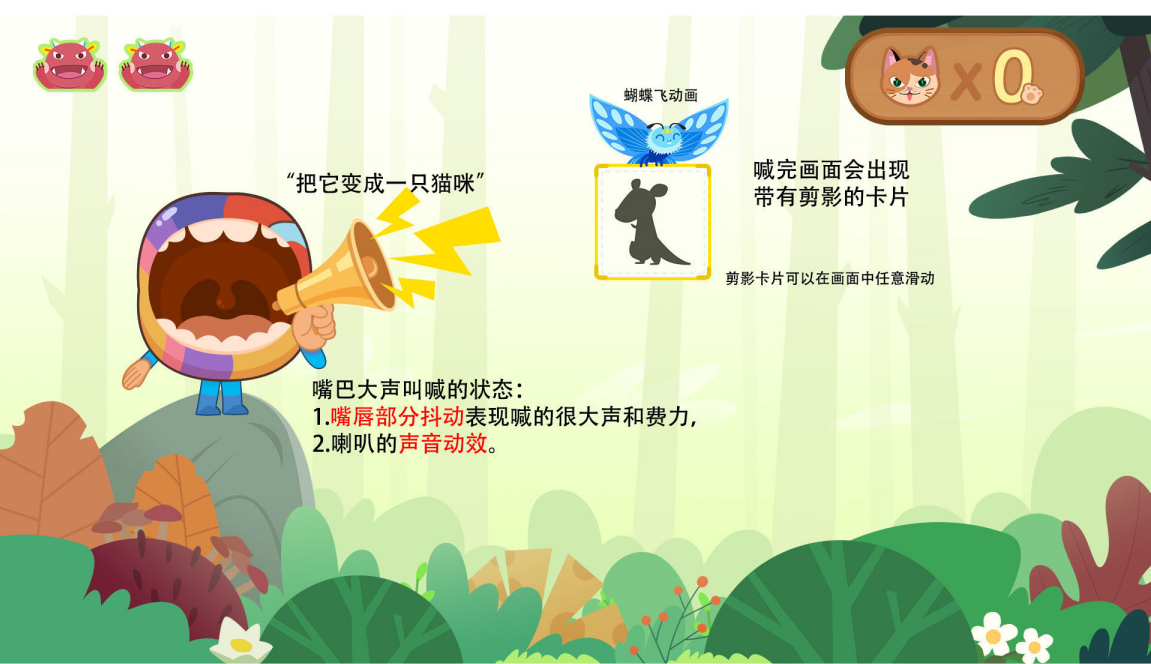 蝴蝶飞动画
x 0
喊完画面会出现
带有剪影的卡片
“把它变成一只猫咪”
剪影卡片可以在画面中任意滑动
嘴巴大声叫喊的状态：
1.嘴唇部分抖动表现喊的很大声和费力,
2.喇叭的声音动效。